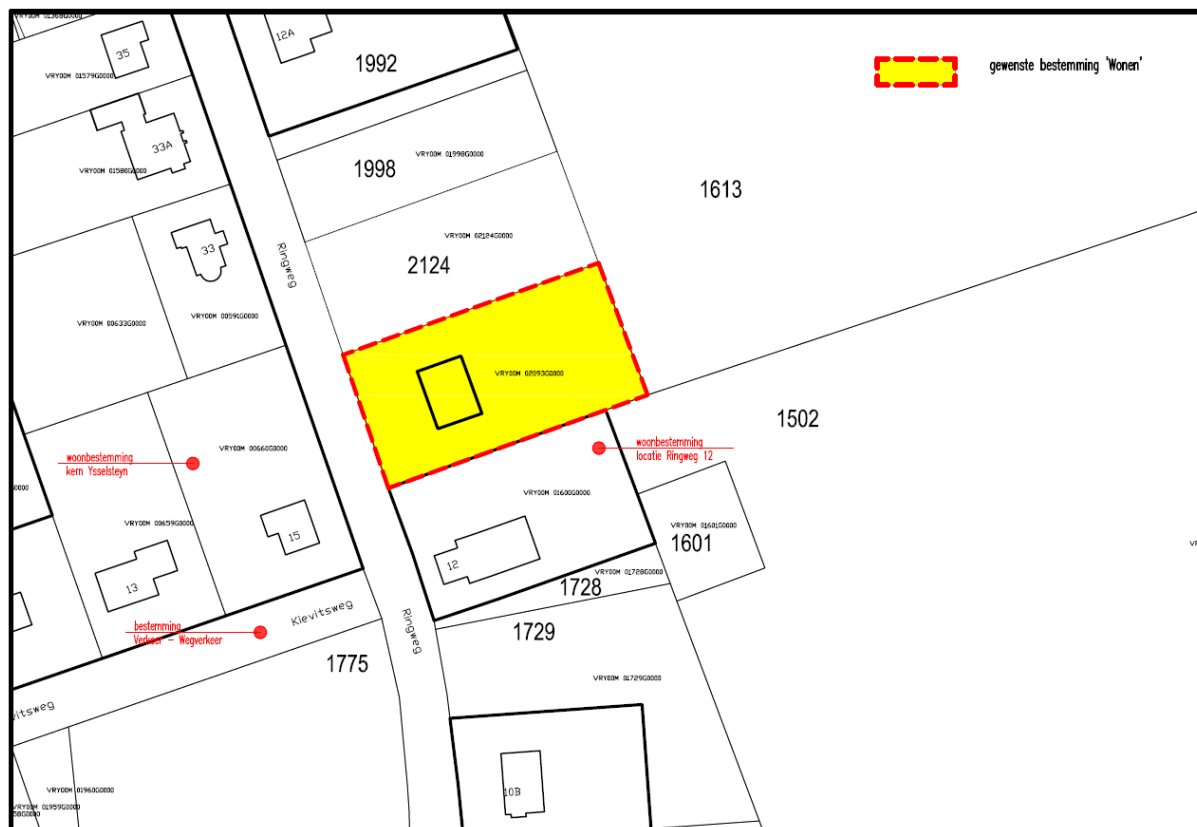 VRY00M 01368G0000
35
12A
1992
gewenste bestemming 'Wonen'
VRY00M 01579G0000
33A
1998
VRY00M 01998G0000
VRY00M 01580G0000
1613
33
Ringweg
VRY00M 02124G0000
2124
VRY00M 00633G0000
VRY00M 00591G0000
VRY00M 02093G0000
1502
woonbestemming
kern Ysselsteyn
VRY00M 00660G0000
woonbestemming
locatie Ringweg 12
VRY00M 01600G0000
VRY00M 00659G0000
15
VRY00M 01601G0000
1601
12
13
VRY00M 01728G0000
1728
Klevitsweg
Ringweg
bestemming
Verkeer – Wegverkeer
1729
1775
VRY00M 01729G0000
vitsweg
10B
VRY00M 01960G0000
VRY00M 01959G0000
58G0000